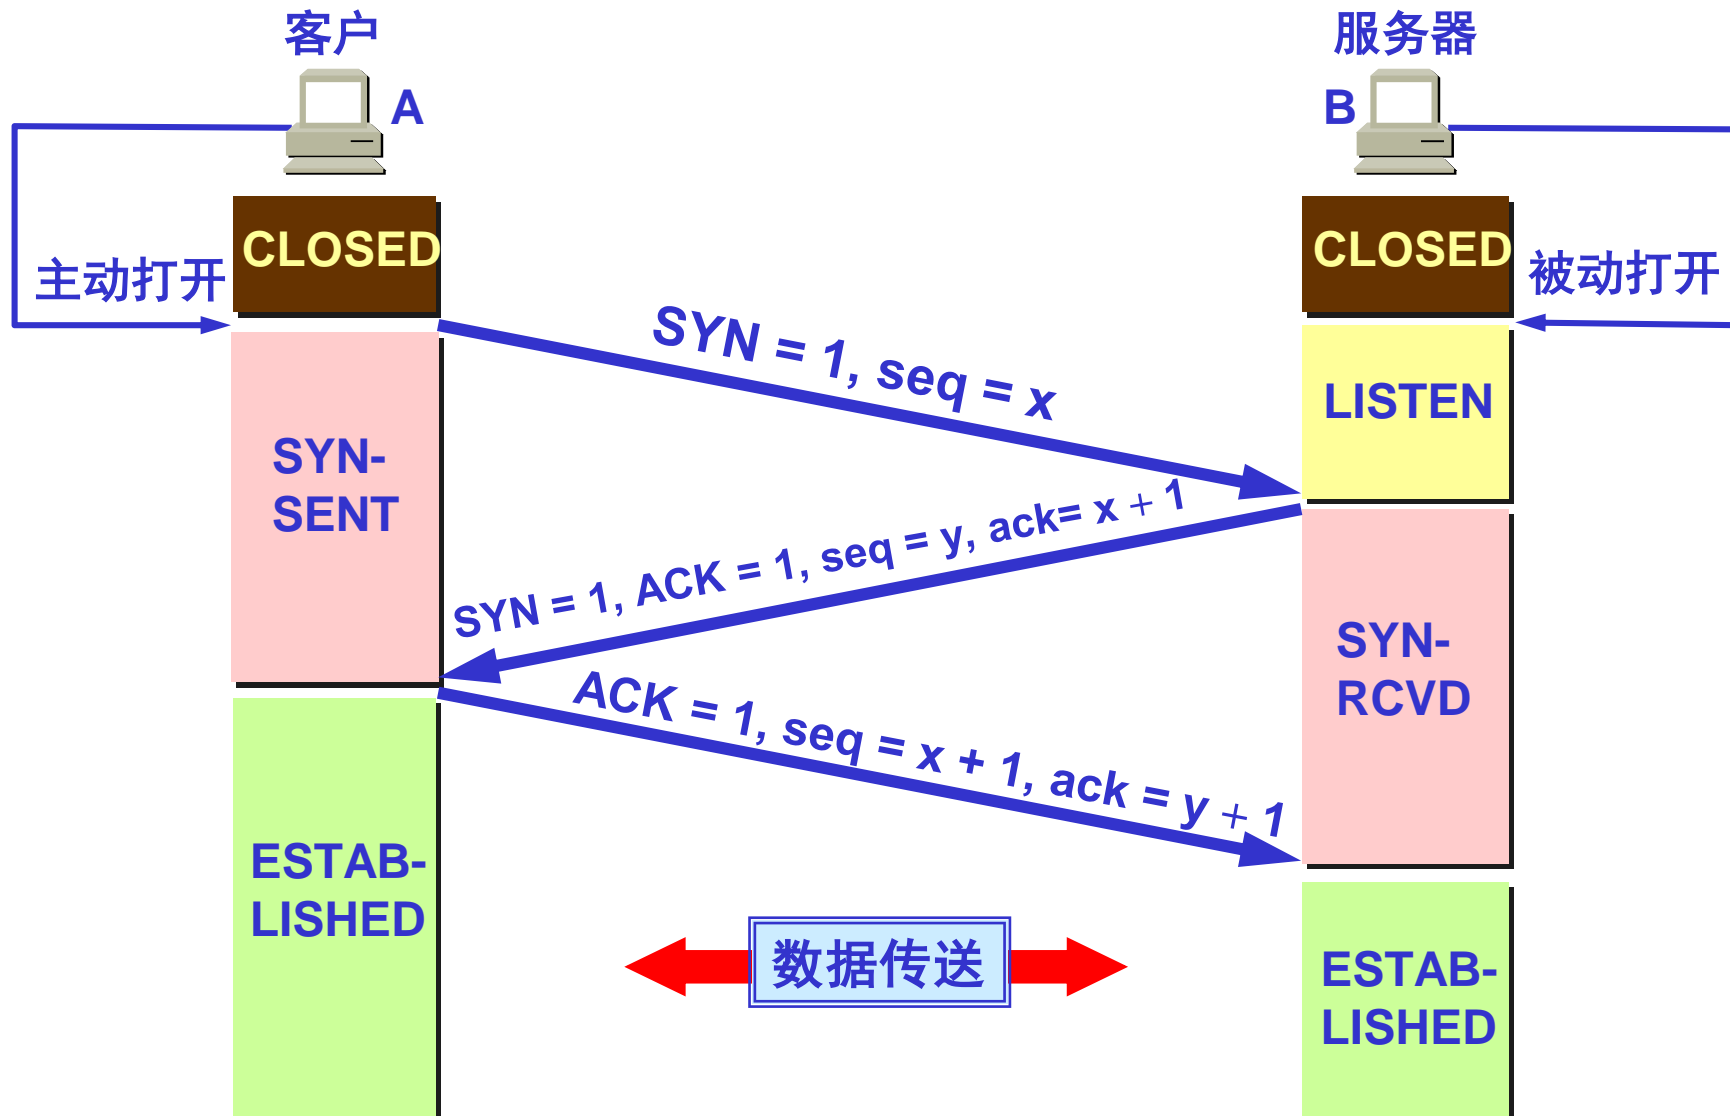 客户
服务器
A
B
CLOSED
CLOSED
主动打开
被动打开
SYN = 1, seq = x
LISTEN
SYN-
SENT
SYN = 1, ACK = 1, seq = y, ack= x + 1
SYN-
RCVD
ACK = 1, seq = x + 1, ack = y + 1
ESTAB-
LISHED
数据传送
ESTAB-
LISHED